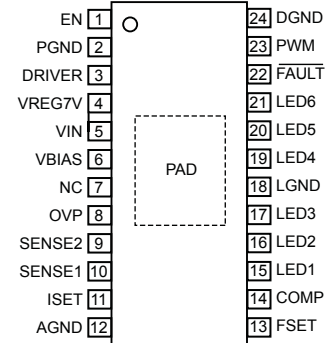 EN 1
PGND 2
DRIVER 3
VREG7V 4
VIN 5
VBIAS 6
NC 7
OVP 8
SENSE2 9
SENSE1 10
ISET 11
AGND 12
PAD
24 DGND
23 PWM
22 FAULT
21 LED6
20 LED5
19 LED4
18 LGND
17 LED3
16 LED2
15 LED1
14 COMP
13 FSET